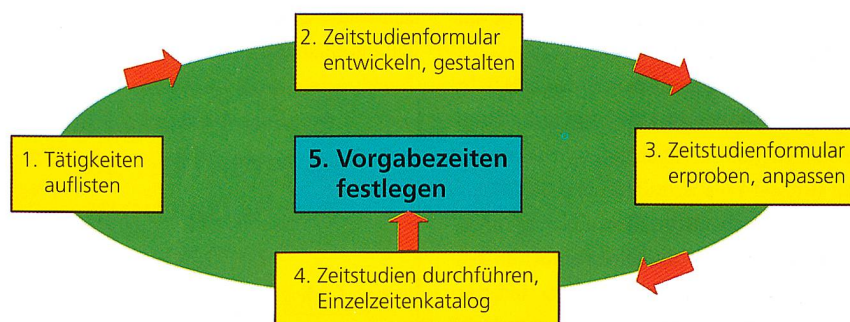 1. Tätigkeiten
auflisten
2. Zeitstudienformular
entwickeln, gestalten
3. Zeitstudienformular
erproben, anpassen
4. Zeitstudien durchführen,
Einzelzeitenkatalog
5. Vorgabezeiten
festlegen